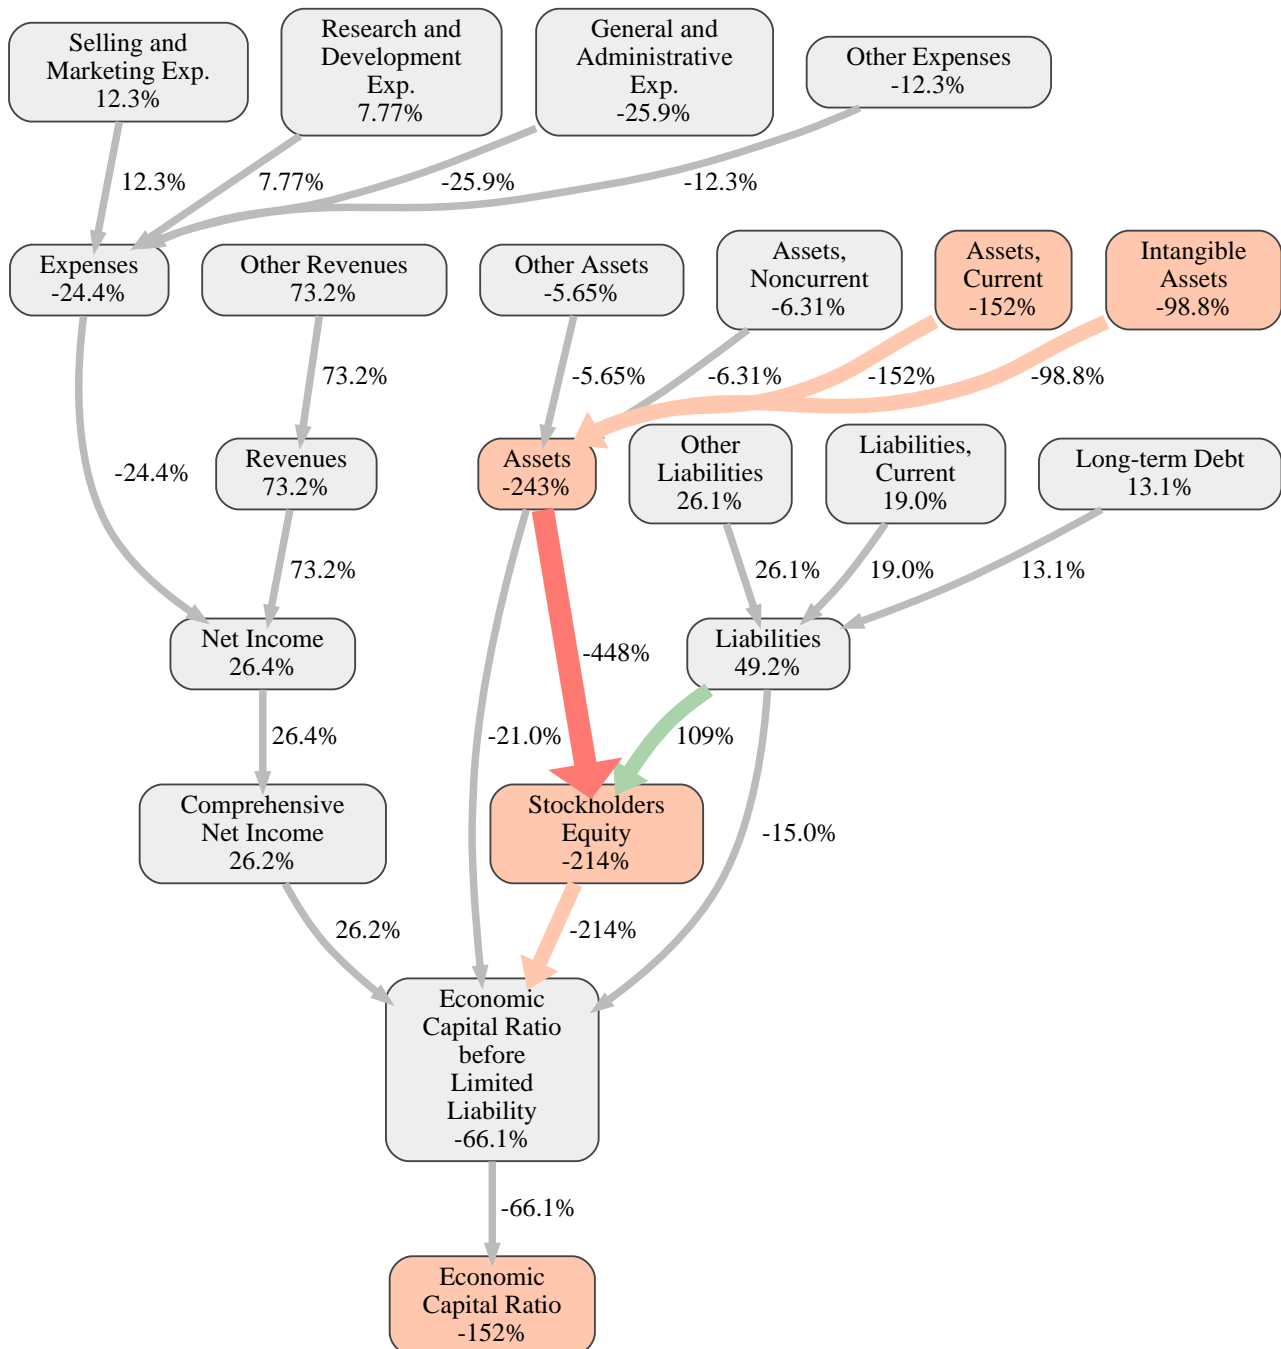 Selling and
Marketing Exp.
12.3%
Research and
Development
Exp.
7.77%
General and
Administrative
Exp.
-25.9%
Other Expenses
-12.3%
12.3%
7.77%
-25.9%
-12.3%
Expenses
-24.4%
Other Revenues
73.2%
Other Assets
-5.65%
Assets,
Noncurrent
-6.31%
Assets,
Current
-152%
Intangible
Assets
-98.8%
73.2%
-5.65%
-6.31%
-152%
-98.8%
-24.4%
Revenues
73.2%
Assets
-243%
Other
Liabilities
26.1%
Liabilities,
Current
19.0%
Long-term Debt
13.1%
73.2%
26.1%
19.0%
13.1%
Net Income
26.4%
-448%
Liabilities
49.2%
26.4%
-21.0%
109%
Comprehensive
Net Income
26.2%
Stockholders
Equity
-214%
-15.0%
26.2%
-214%
Economic
Capital Ratio
before
Limited
Liability
-66.1%
-66.1%
Economic
Capital Ratio
-152%